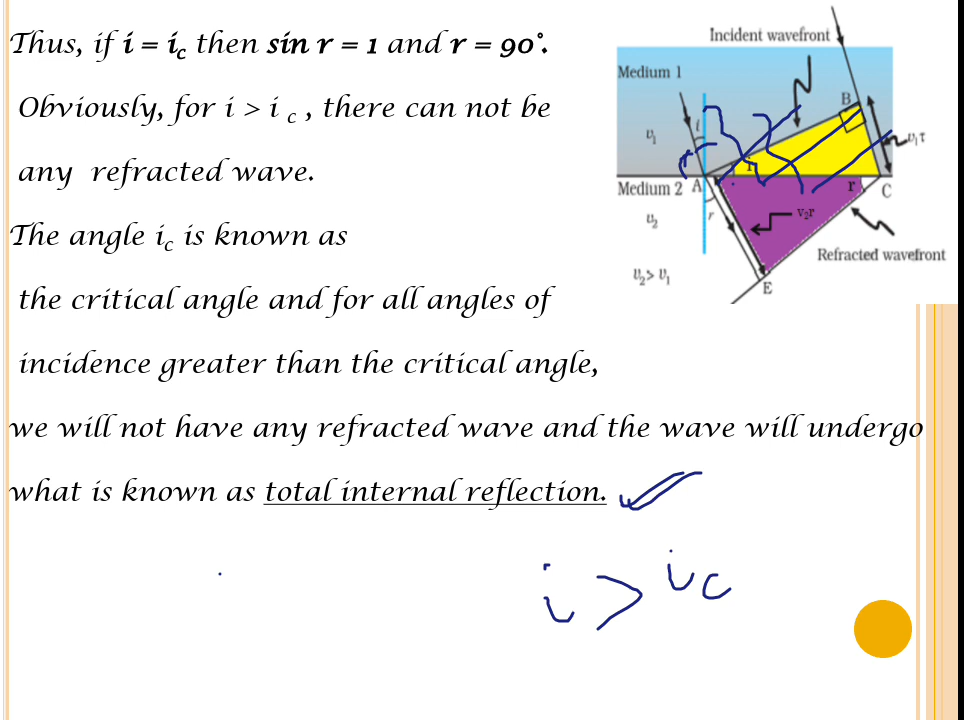 Thus, if i = ic then sin r = 1 and r = 90°.
Obviously, for i > i c , there can not be
any refracted wave.
The angle ic is known as
the critical angle and for all angles of
incidence greater than the critical angle,
we will not have any refracted wave and the wave will undergo
what is known as total internal reflection.
i > ic
Incident wavefront
Medium 1
B
i
v₁
v₁τ
i
Medium 2
A
r
C
v₂
r
v₂τ
Refracted wavefront
v₂> v₁
E